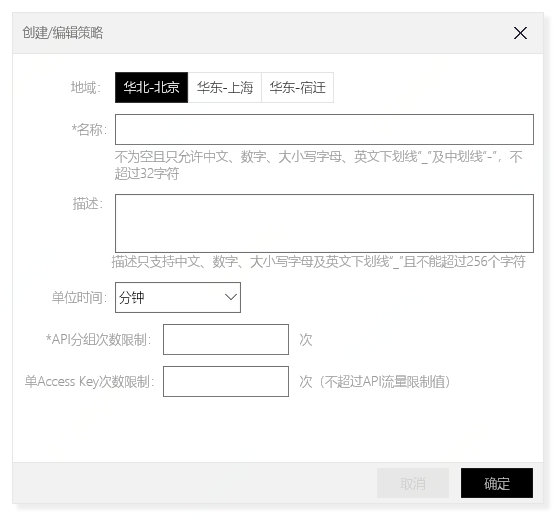 创建/编辑策略
地域： 华北-北京 华东-上海 华东-宿迁
*名称：
不为空且只允许中文、数字、大小写字母、英文下划线“_”及中划线“-”，不
超过32字符
描述：
描述只支持中文、数字、大小写字母及英文下划线“_”且不能超过256个字符
单位时间： 分钟
*API分组次数限制： 次
单Access Key次数限制： 次（不超过API流量限制值）
取消 确定